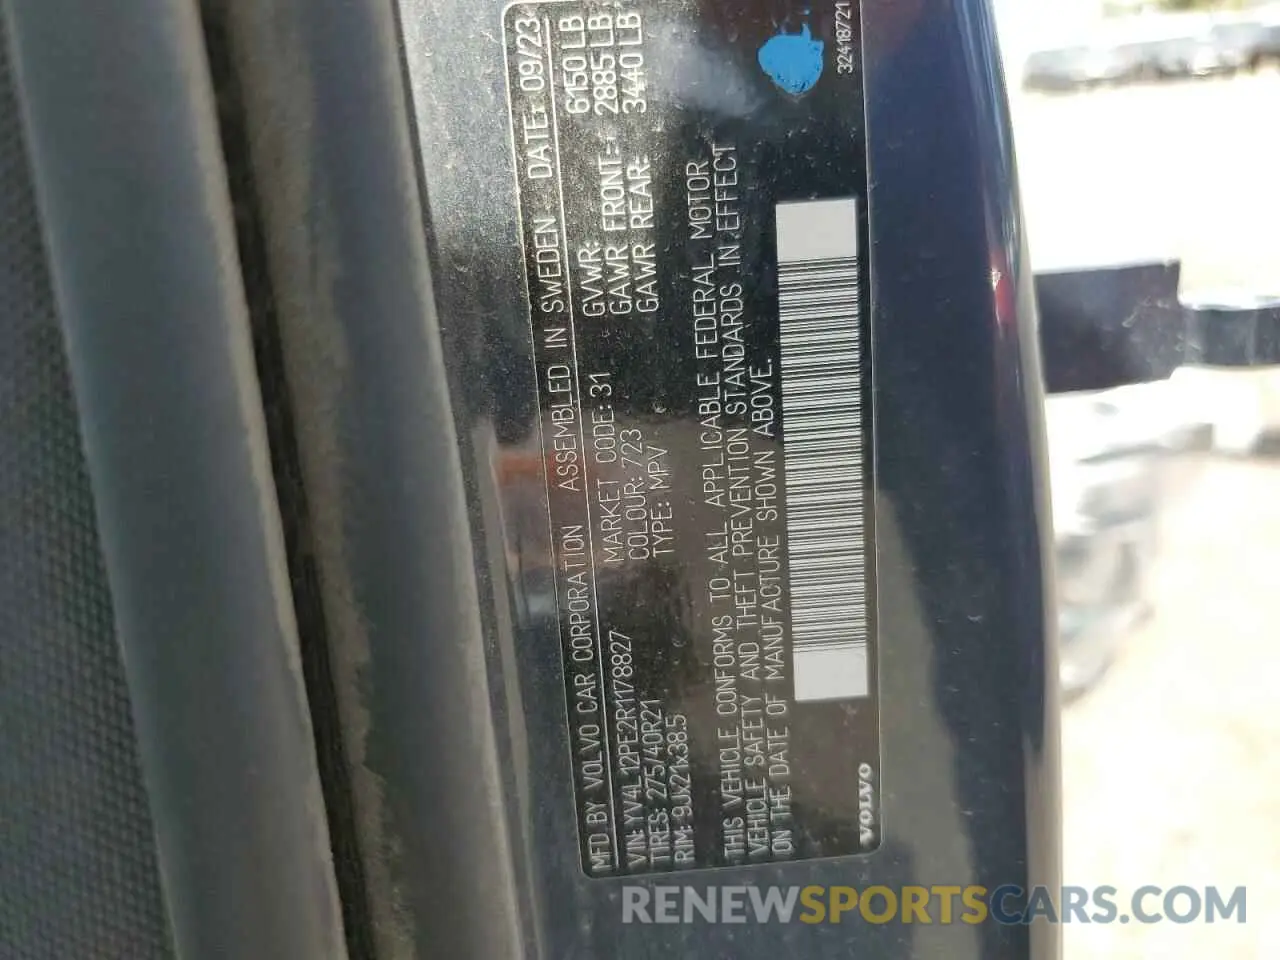 MFD BY VOLVO CAR CORPORATION ASSEMBLED IN SWEDEN DATE: 09/23
VIN: YV4L12PE2R1178827 MARKET CODE: 31 GVWR: 6150 LB
TIRES: 275/40R21 COLOUR: 723 GAWR FRONT: 2885 LB
RIM: 9Jx21x38.5 TYPE: MPV GAWR REAR: 3440 LB
THIS VEHICLE CONFORMS TO ALL APPLICABLE FEDERAL MOTOR
VEHICLE SAFETY AND THEFT PREVENTION STANDARDS IN EFFECT
ON THE DATE OF MANUFACTURE SHOWN ABOVE.
VOLVO
32418721
RENEWSPORTSCARS.COM